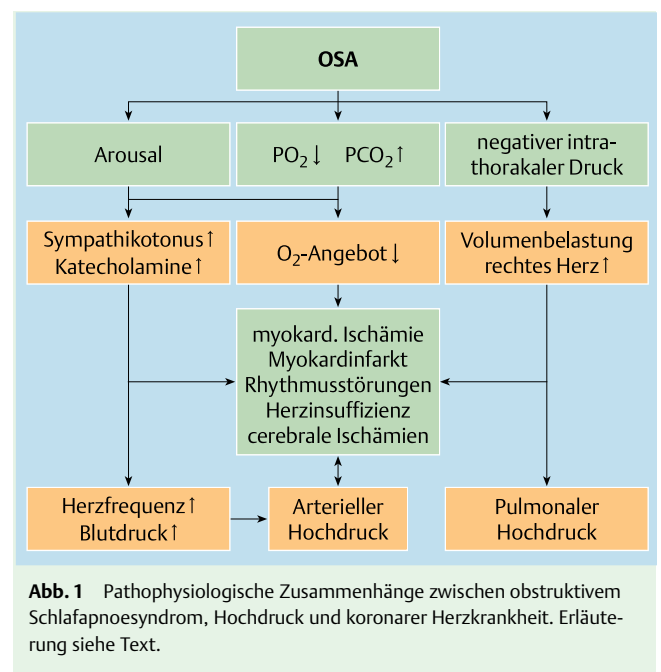 OSA
Arousal
PO₂↓ PCO₂↑
negativer intra-
thorakaler Druck
Sympathikotonus↑
Katecholamine↑
O₂-Angebot↓
Volumenbelastung
rechtes Herz↑
myokard. Ischämie
Myokardinfarkt
Rhythmusstörungen
Herzinsuffizienz
cerebrale Ischämien
Herzfrequenz↑
Blutdruck↑
Arterieller
Hochdruck
Pulmonaler
Hochdruck
Abb. 1 Pathophysiologische Zusammenhänge zwischen obstruktivem
Schlafapnoesyndrom, Hochdruck und koronarer Herzkrankheit. Erläute-
rung siehe Text.